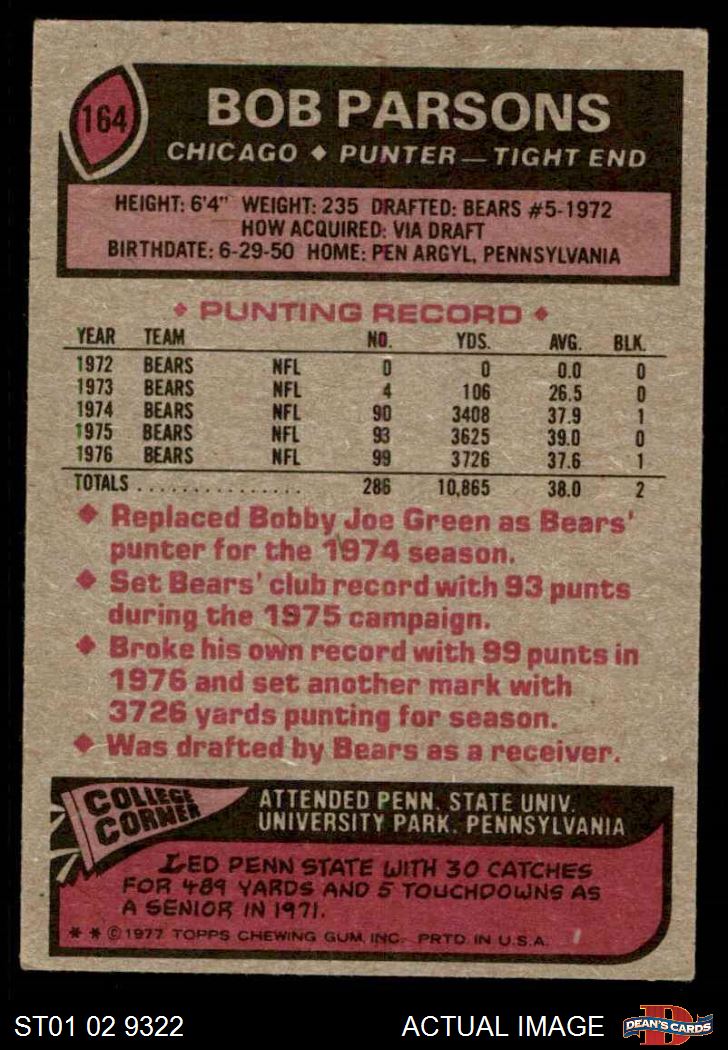 164
BOB PARSONS
CHICAGO ◆ PUNTER — TIGHT END
HEIGHT: 6'4" WEIGHT: 235 DRAFTED: BEARS #5-1972
HOW ACQUIRED: VIA DRAFT
BIRTHDATE: 6-29-50 HOME: PEN ARGYL, PENNSYLVANIA
◆ PUNTING RECORD ◆
YEAR TEAM NO. YDS. AVG. BLK.
1972 BEARS NFL 0 0 0.0 0
1973 BEARS NFL 4 106 26.5 0
1974 BEARS NFL 90 3408 37.9 1
1975 BEARS NFL 93 3625 39.0 0
1976 BEARS NFL 99 3726 37.6 1
TOTALS ................ 286 10,865 38.0 2
◆ Replaced Bobby Joe Green as Bears'
punter for the 1974 season.
◆ Set Bears' club record with 93 punts
during the 1975 campaign.
◆ Broke his own record with 99 punts in
1976 and set another mark with
3726 yards punting for season.
◆ Was drafted by Bears as a receiver.
COLLEGE
CORNER
ATTENDED PENN. STATE UNIV.
UNIVERSITY PARK, PENNSYLVANIA
LED PENN STATE WITH 30 CATCHES
FOR 489 YARDS AND 5 TOUCHDOWNS AS
A SENIOR IN 1971.
* * © 1977 TOPPS CHEWING GUM, INC. PRTD. IN U.S.A.
ST01 02 9322
ACTUAL IMAGE
D
DEAN'S CARDS